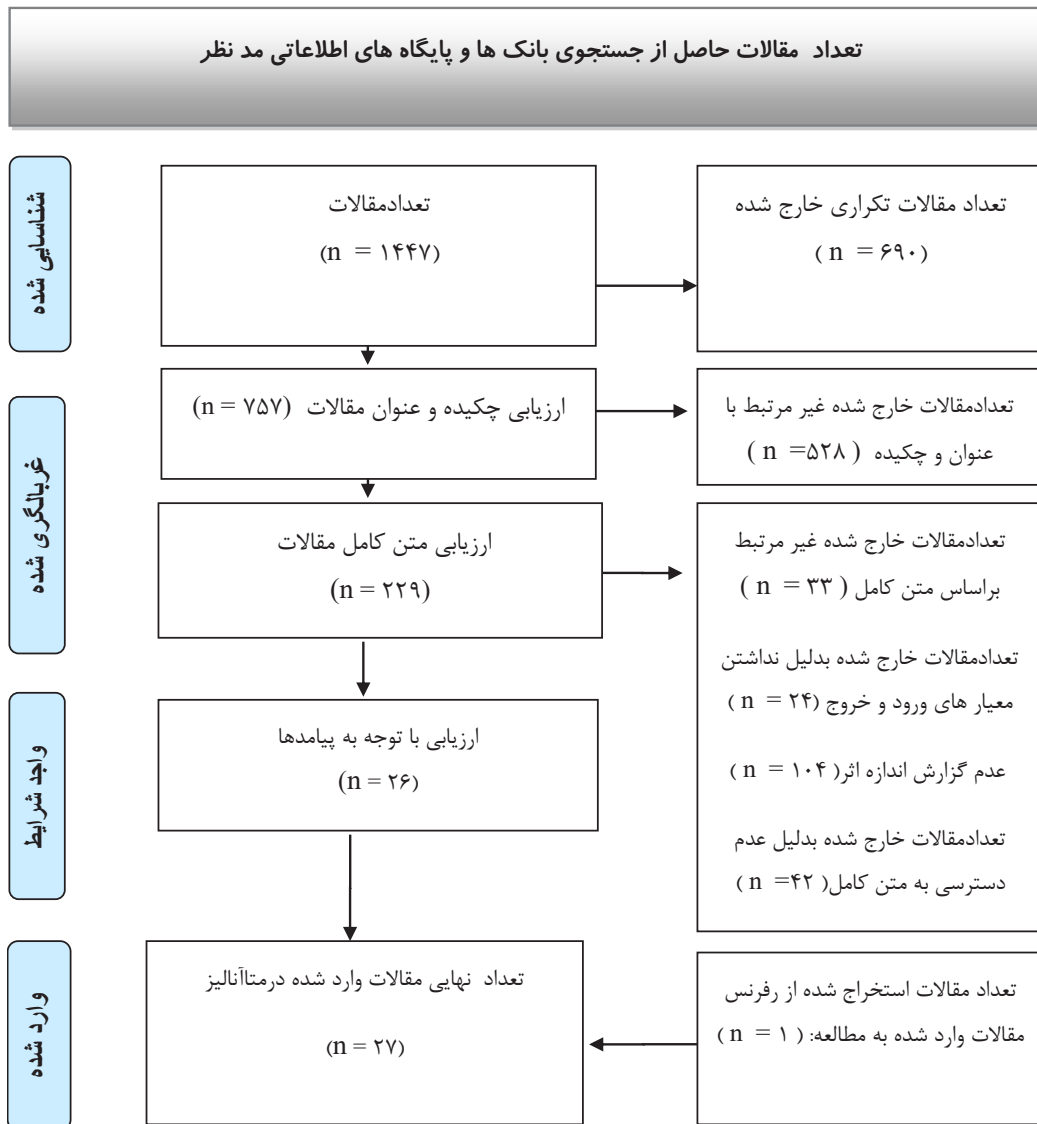 تعداد مقالات حاصل از جستجوی بانک ها و پایگاه های اطلاعاتی مد نظر
شناسایی شده
تعدادمقالات
(n = ۱۴۴۷)
تعداد مقالات تکراری خارج شده
( n = ۶۹۰)
غربالگری شده
ارزیابی چکیده و عنوان مقالات (n = ۷۵۷)
تعدادمقالات خارج شده غیر مرتبط با
عنوان و چکیده ( n =۵۲۸ )
ارزیابی متن کامل مقالات
(n = ۲۲۹)
تعدادمقالات خارج شده غیر مرتبط
براساس متن کامل ( n = ۳۳ )
تعدادمقالات خارج شده بدلیل نداشتن
معیار های ورود و خروج (n = ۲۴ )
عدم گزارش اندازه اثر( n = ۱۰۴ )
تعدادمقالات خارج شده بدلیل عدم
دسترسی به متن کامل( n =۴۲ )
واجد شرایط
ارزیابی با توجه به پیامدها
(n = ۲۶)
وارد شده
تعداد نهایی مقالات وارد شده درمتاآنالیز
(n = ۲۷)
تعداد مقالات استخراج شده از رفرنس
مقالات وارد شده به مطالعه: ( n = ۱ )